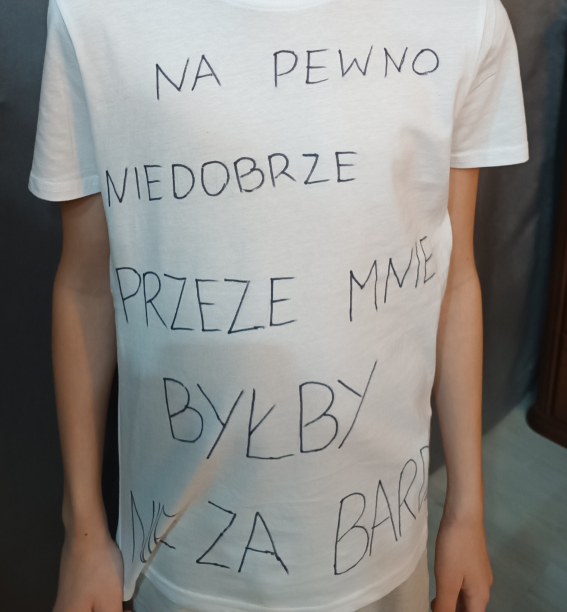 NA PEWNO
NIEDOBRZE
PRZEZE MNIE
BYŁBY
ZA